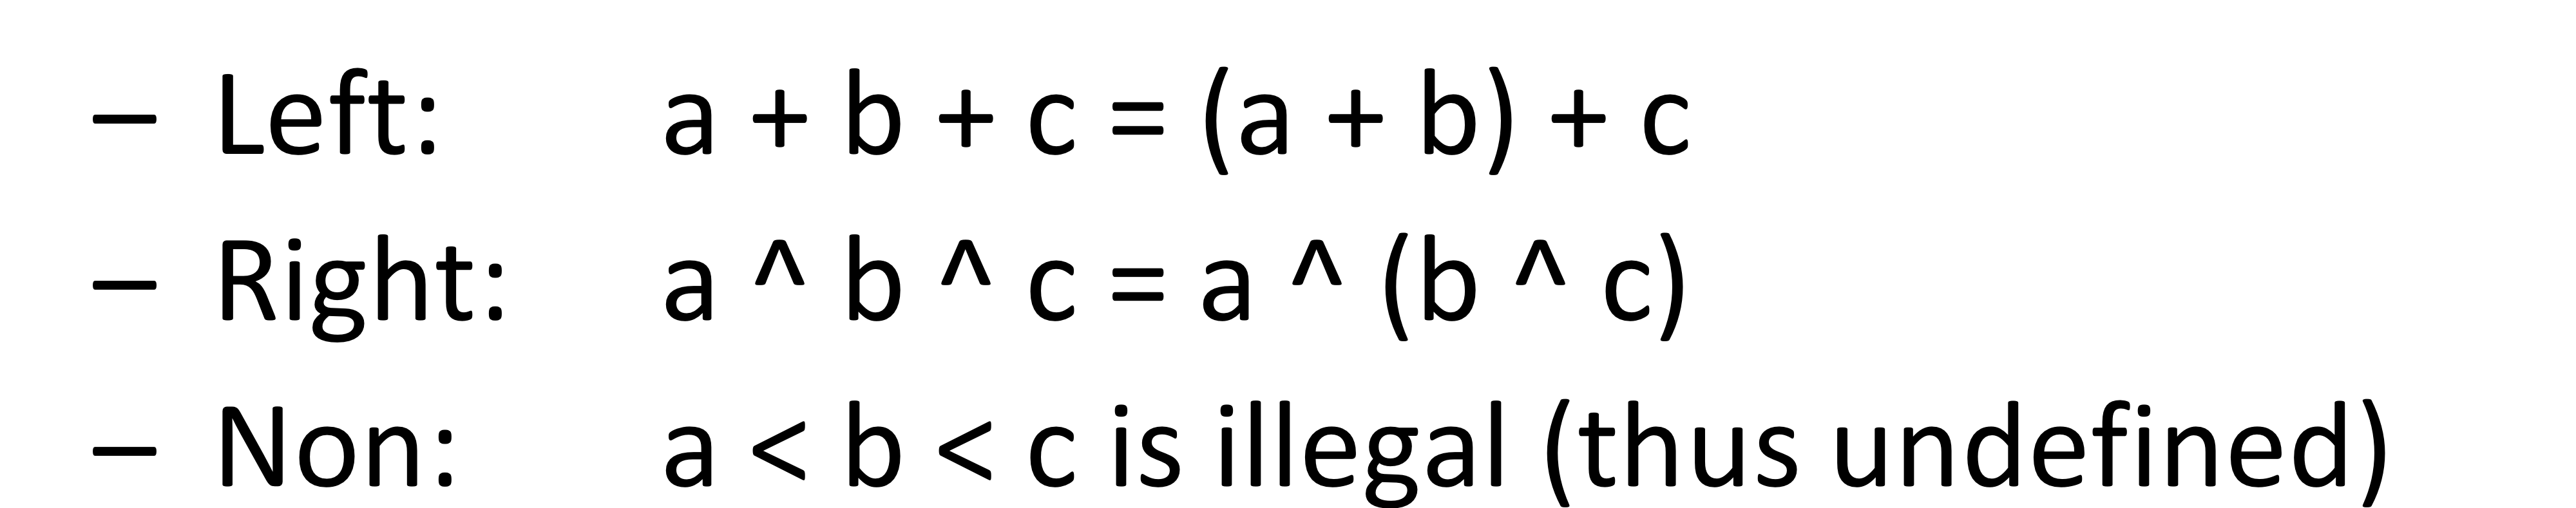 – Left: a + b + c = (a + b) + c
– Right: a ^ b ^ c = a ^ (b ^ c)
– Non: a < b < c is illegal (thus undefined)